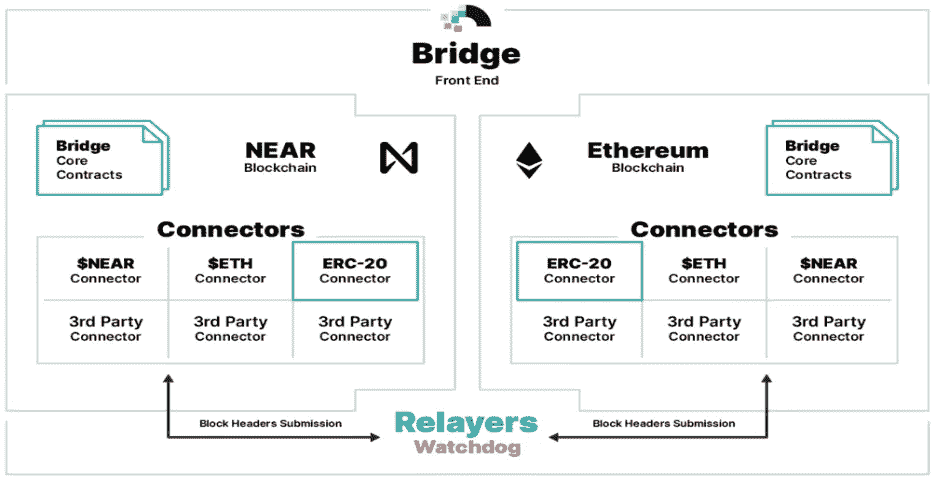 Bridge
Front End
Bridge
Core
Contracts
NEAR
Blockchain
Connectors
$NEAR
Connector
$ETH
Connector
ERC-20
Connector
3rd Party
Connector
3rd Party
Connector
3rd Party
Connector
Ethereum
Blockchain
Bridge
Core
Contracts
Connectors
ERC-20
Connector
$ETH
Connector
$NEAR
Connector
3rd Party
Connector
3rd Party
Connector
3rd Party
Connector
Block Headers Submission
Relayers
Watchdog
Block Headers Submission